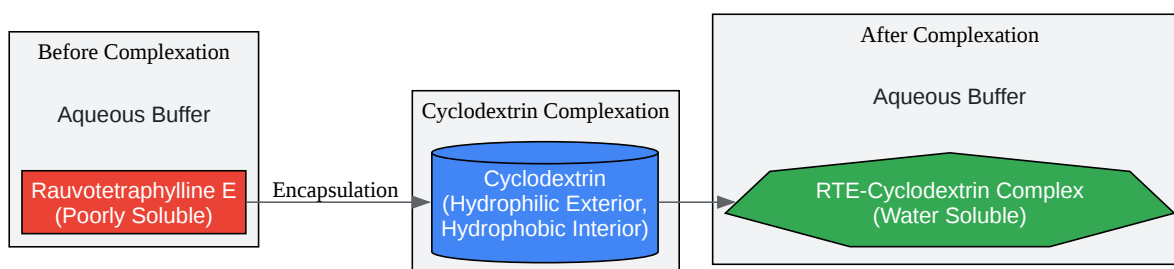 Before Complexation
Aqueous Buffer
Rauvotetraphylline E
(Poorly Soluble)
Encapsulation
Cyclodextrin Complexation
Cyclodextrin
(Hydrophilic Exterior,
Hydrophobic Interior)
After Complexation
Aqueous Buffer
RTE-Cyclodextrin Complex
(Water Soluble)